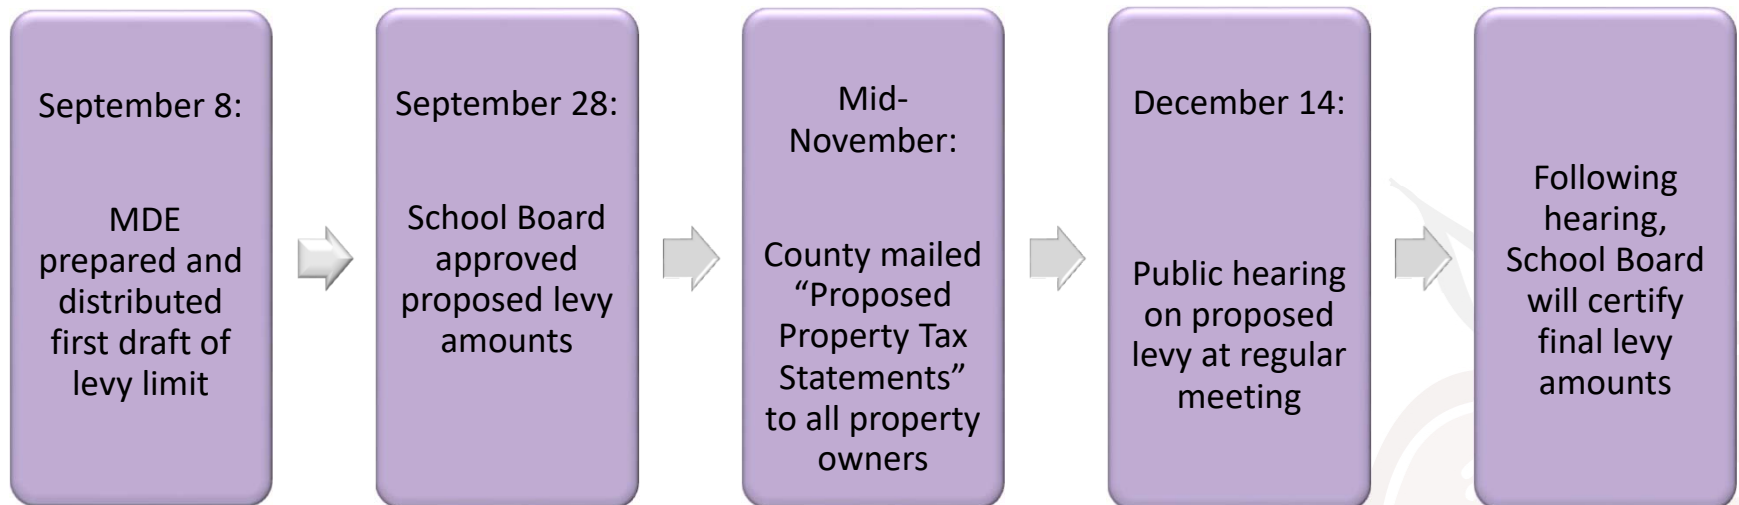 September 8:
MDE
prepared and
distributed
first draft of
levy limit
September 28:
School Board
approved
proposed levy
amounts
Mid-
November:
County mailed
“Proposed
Property Tax
Statements”
to all property
owners
December 14:
Public hearing
on proposed
levy at regular
meeting
Following
hearing,
School Board
will certify
final levy
amounts